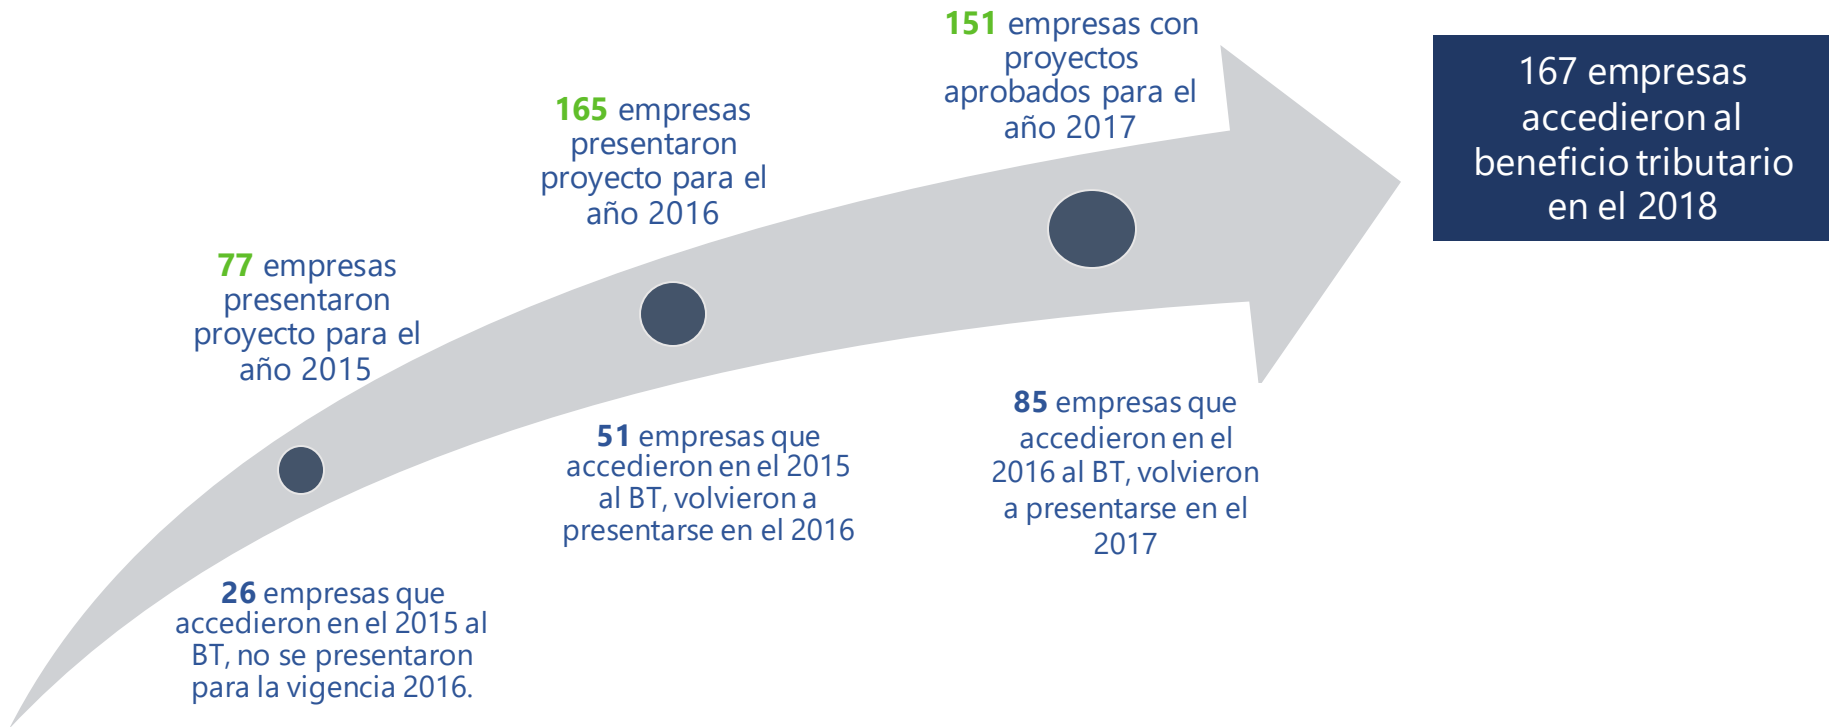 77 empresas
presentaron
proyecto para el
año 2015
26 empresas que
accedieron en el 2015 al
BT, no se presentaron
para la vigencia 2016.
165 empresas
presentaron
proyecto para el
año 2016
51 empresas que
accedieron en el 2015
al BT, volvieron a
presentarse en el 2016
151 empresas con
proyectos
aprobados para el
año 2017
85 empresas que
accedieron en el
2016 al BT, volvieron
a presentarse en el
2017
167 empresas
accedieron al
beneficio tributario
en el 2018